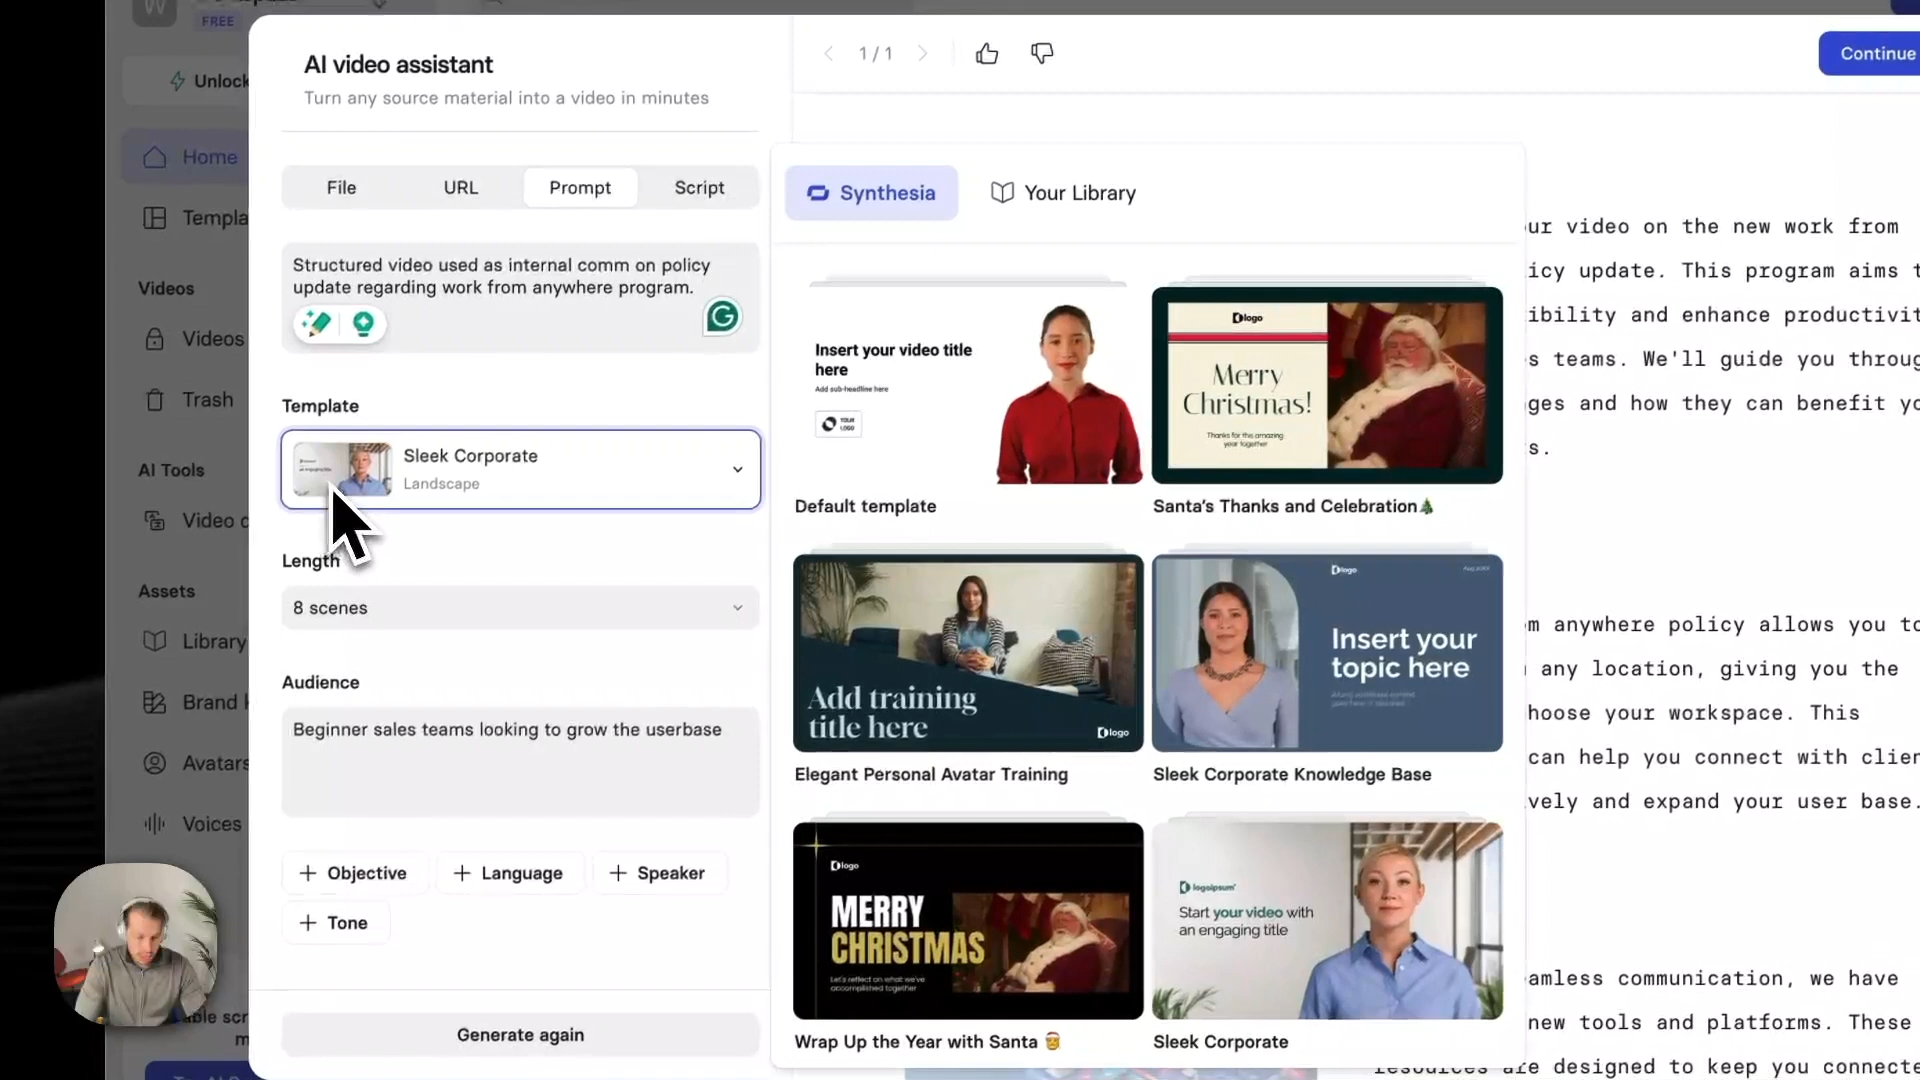 FREE
Unlock
Home
Templa
Videos
Videos
Trash
AI Tools
Video
Assets
Library
Brand
Avatars
Voices
AI video assistant
Turn any source material into a video in minutes
File
URL
Prompt
Script
Structured video used as internal comm on policy
update regarding work from anywhere program.
Template
Sleek Corporate
Landscape
Length
8 scenes
Audience
Beginner sales teams looking to grow the userbase
+ Objective
+ Language
+ Speaker
+ Tone
Generate again
1 / 1
Continue
Synthesia
Your Library
Insert your video title
here
Add sub-headline here
YOUR
LOGO
Default template
logo
Merry
Christmas!
Thanks for the amazing
year together
Santa's Thanks and Celebration🎄
Add training
title here
logo
Elegant Personal Avatar Training
logo
Insert your
topic here
Sleek Corporate Knowledge Base
logo
MERRY
CHRISTMAS
Let's reflect on what we've
accomplished together
Wrap Up the Year with Santa 🎅
logoipsum
Start your video with
an engaging title
Sleek Corporate
ur video on the new work from
icy update. This program aims t
ibility and enhance productivit
s teams. We'll guide you throug
ges and how they can benefit yo
s.
m anywhere policy allows you to
any location, giving you the
hoose your workspace. This
can help you connect with clien
vely and expand your user base.
amless communication, we have
new tools and platforms. These
resources are designed to keep you connecte